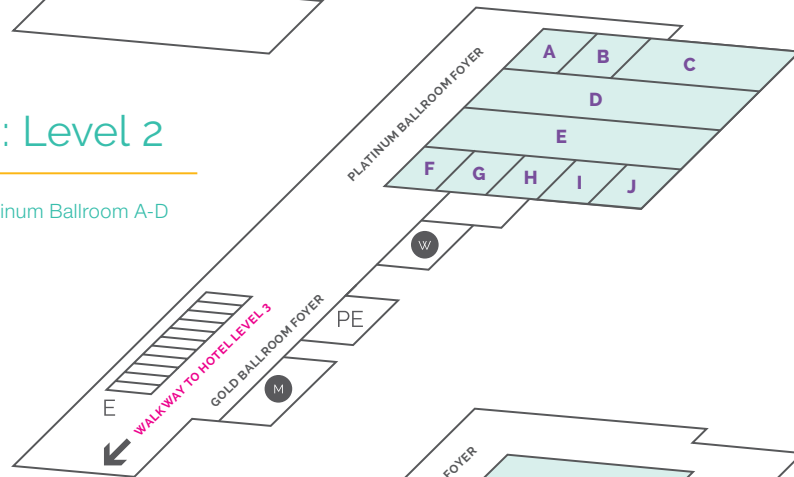 : Level 2
inum Ballroom A-D
PLATINUM BALLROOM FOYER
A
B
C
D
E
F
G
H
I
J
W
PE
GOLD BALLROOM FOYER
WALKWAY TO HOTEL LEVEL 3
M
E
FOYER